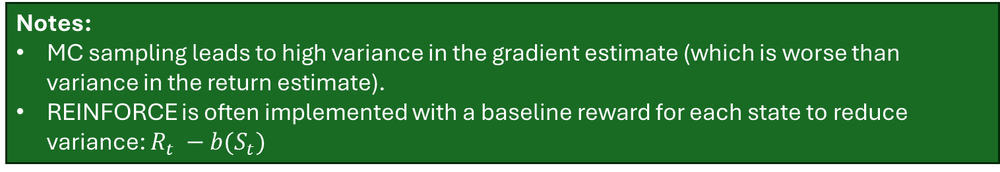 Notes:
• MC sampling leads to high variance in the gradient estimate (which is worse than
variance in the return estimate).
• REINFORCE is often implemented with a baseline reward for each state to reduce
variance: $R_t - b(S_t)$